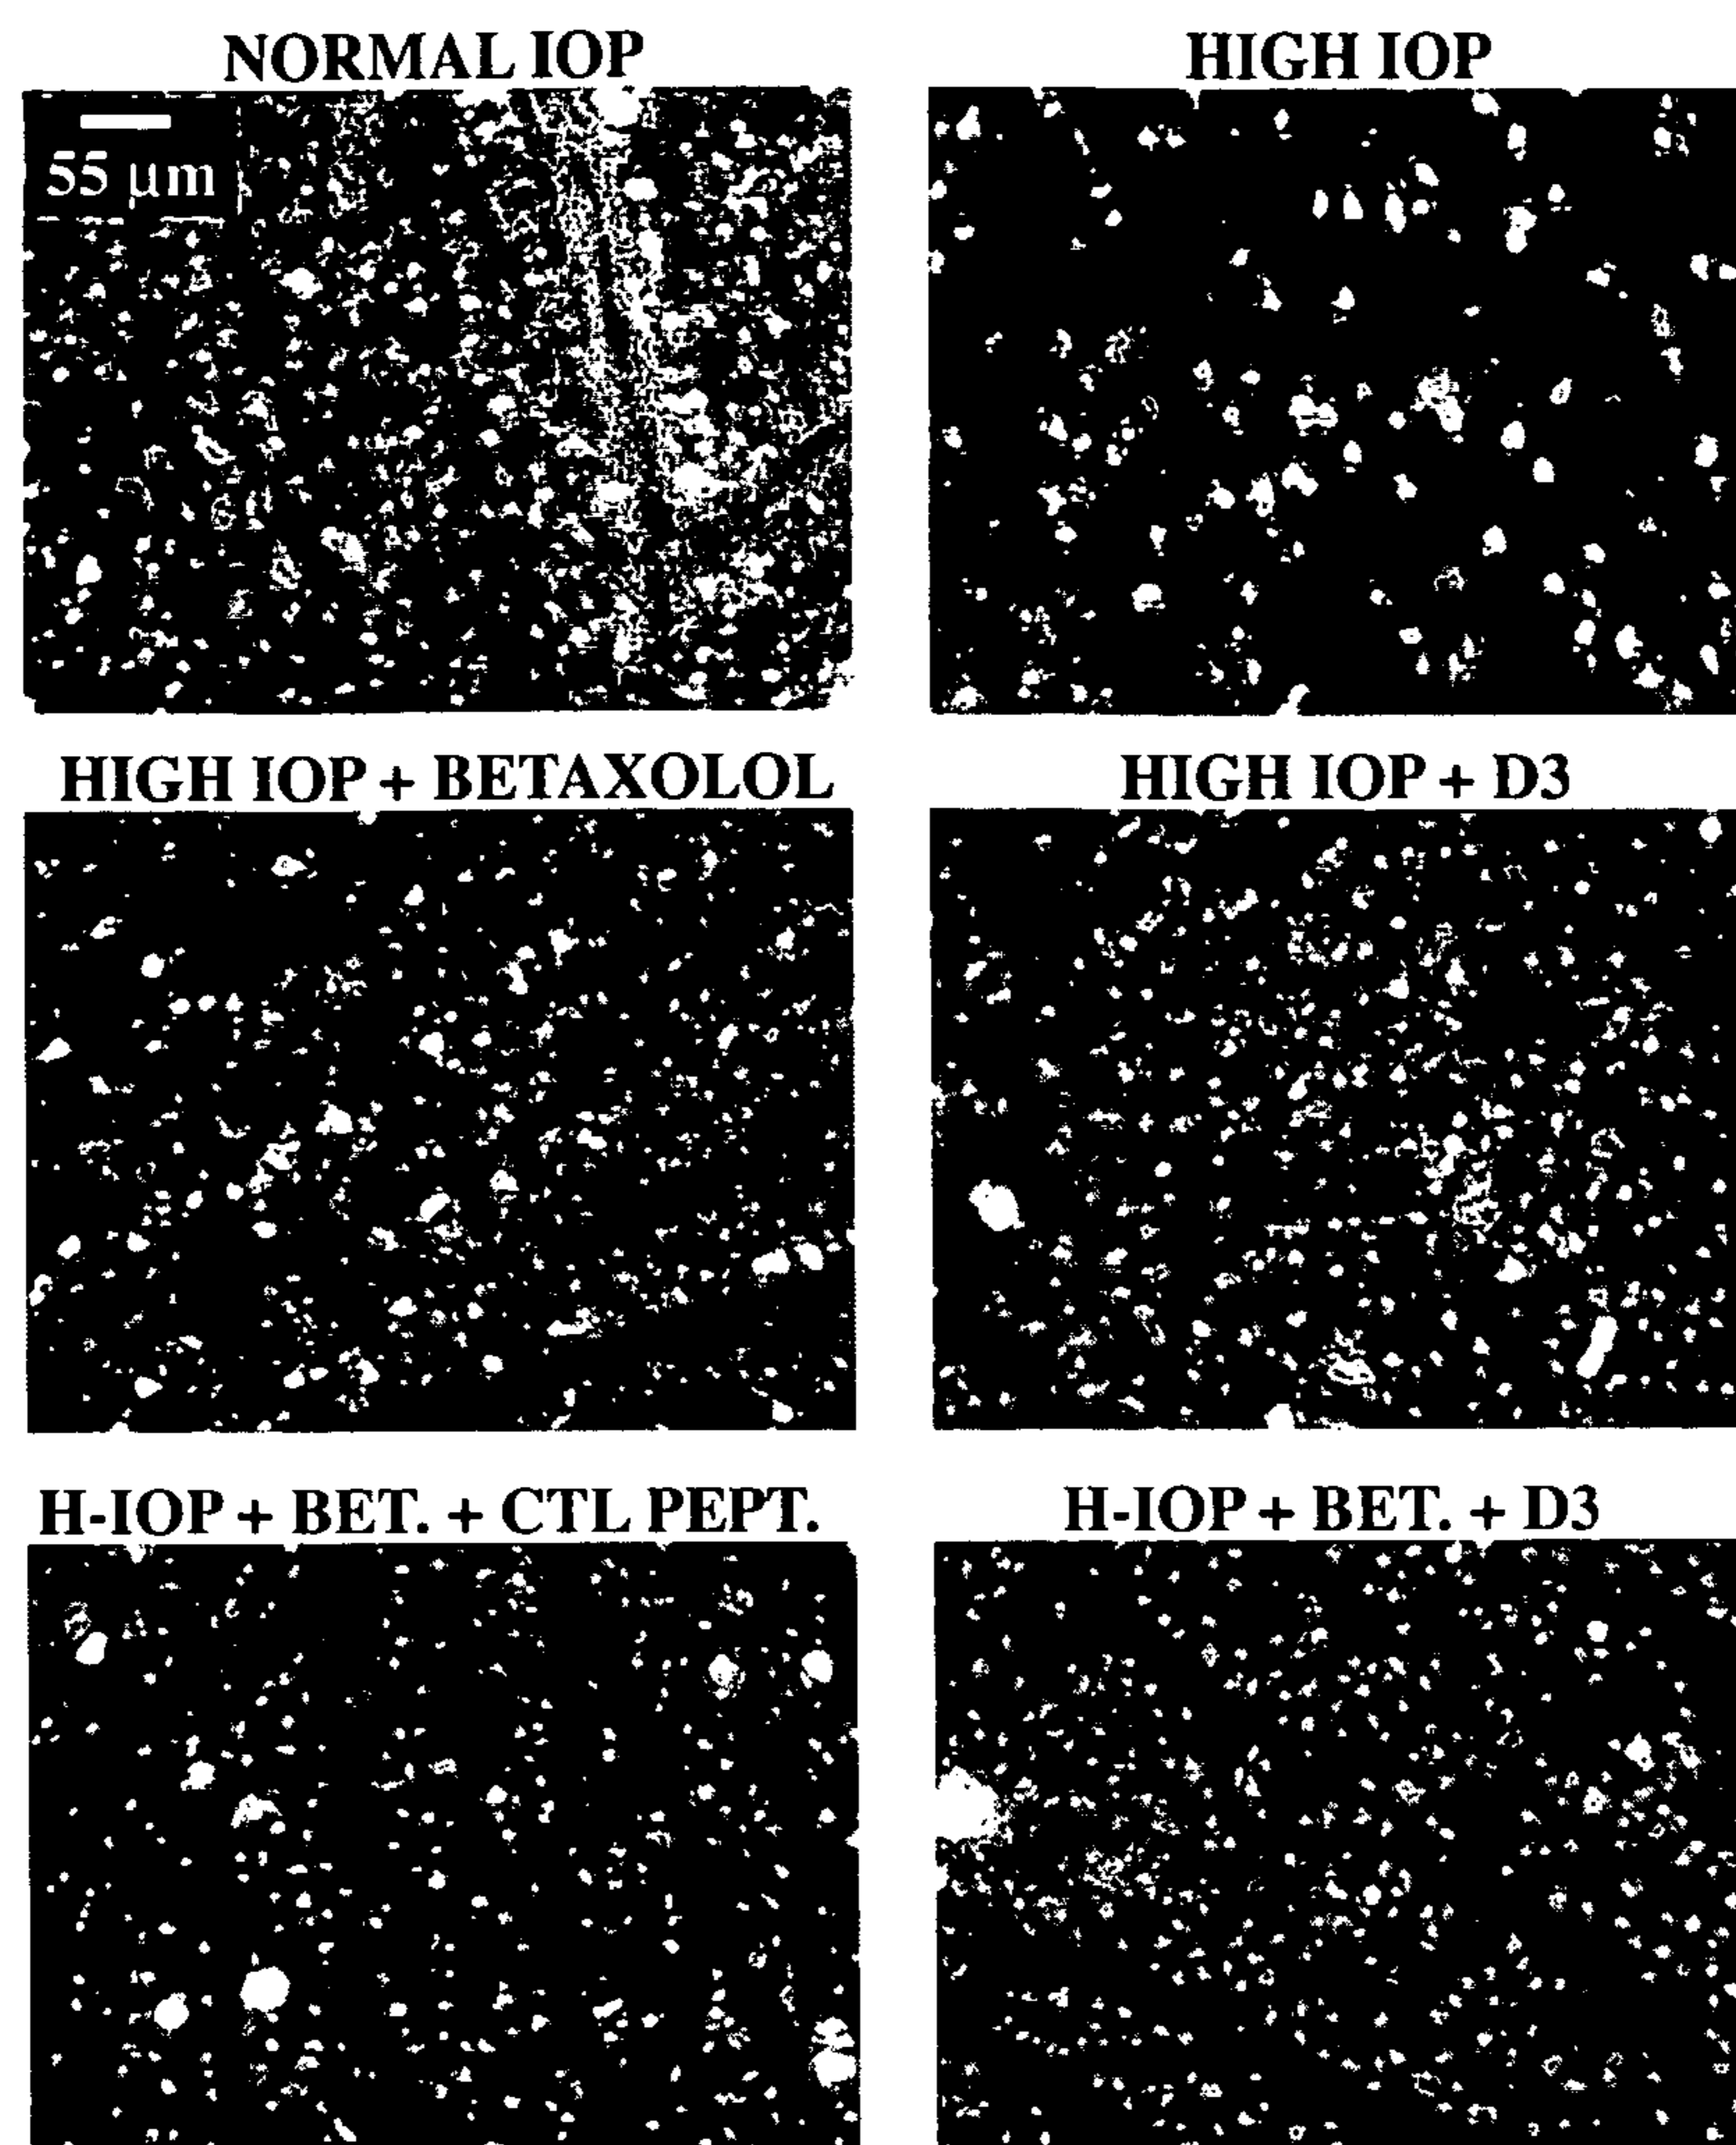 NORMAL IOP
HIGH IOP
55 µm
HIGH IOP + BETAXOLOL
HIGH IOP + D3
H-IOP + BET. + CTL PEPT.
H-IOP + BET. + D3